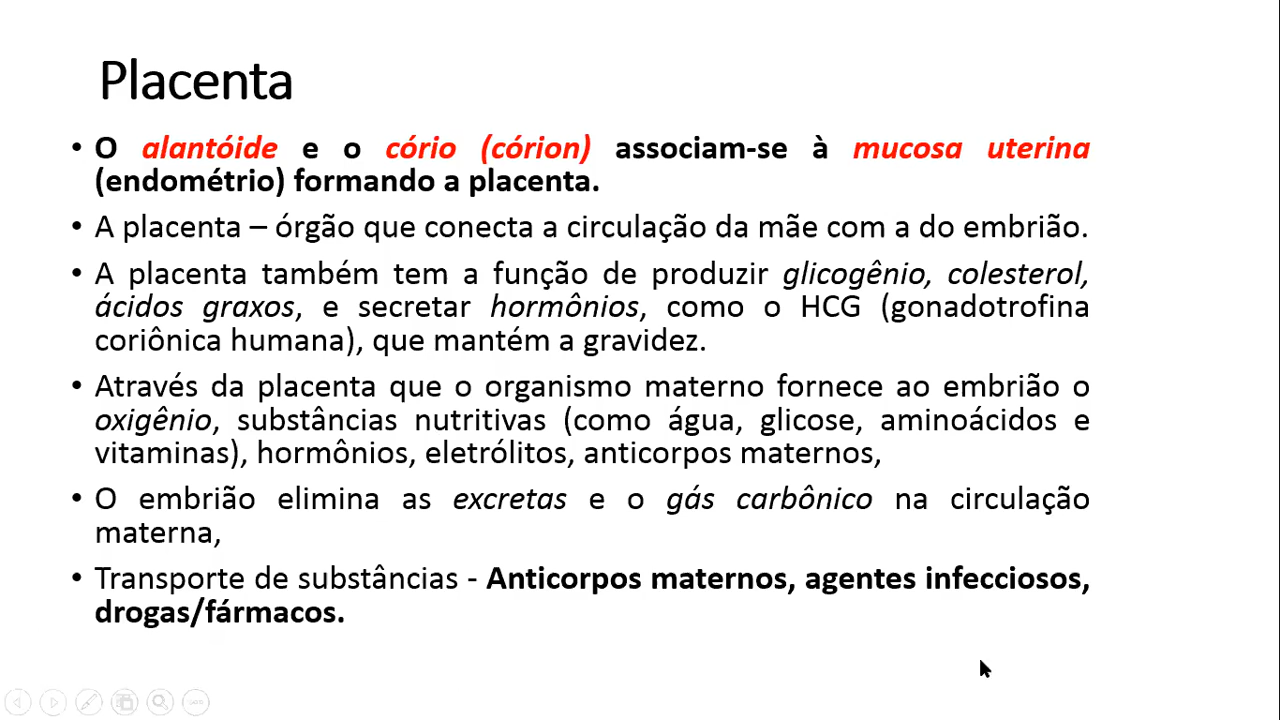 Placenta
• O alantóide e o cório (córion) associam-se à mucosa uterina
(endométrio) formando a placenta.
• A placenta – órgão que conecta a circulação da mãe com a do embrião.
• A placenta também tem a função de produzir glicogênio, colesterol,
ácidos graxos, e secretar hormônios, como o HCG (gonadotrofina
coriônica humana), que mantém a gravidez.
• Através da placenta que o organismo materno fornece ao embrião o
oxigênio, substâncias nutritivas (como água, glicose, aminoácidos e
vitaminas), hormônios, eletrólitos, anticorpos maternos,
• O embrião elimina as excretas e o gás carbônico na circulação
materna,
• Transporte de substâncias - Anticorpos maternos, agentes infecciosos,
drogas/fármacos.